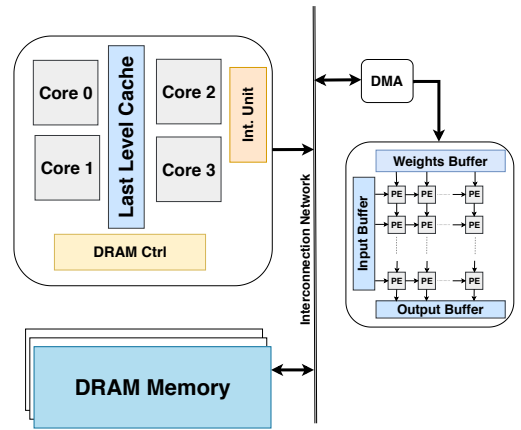 Core 0
Core 1
Last Level Cache
Core 2
Core 3
Int. Unit
DRAM Ctrl
DRAM Memory
Interconnection Network
DMA
Weights Buffer
Input Buffer
PE PE PE
PE PE PE
PE PE PE
Output Buffer